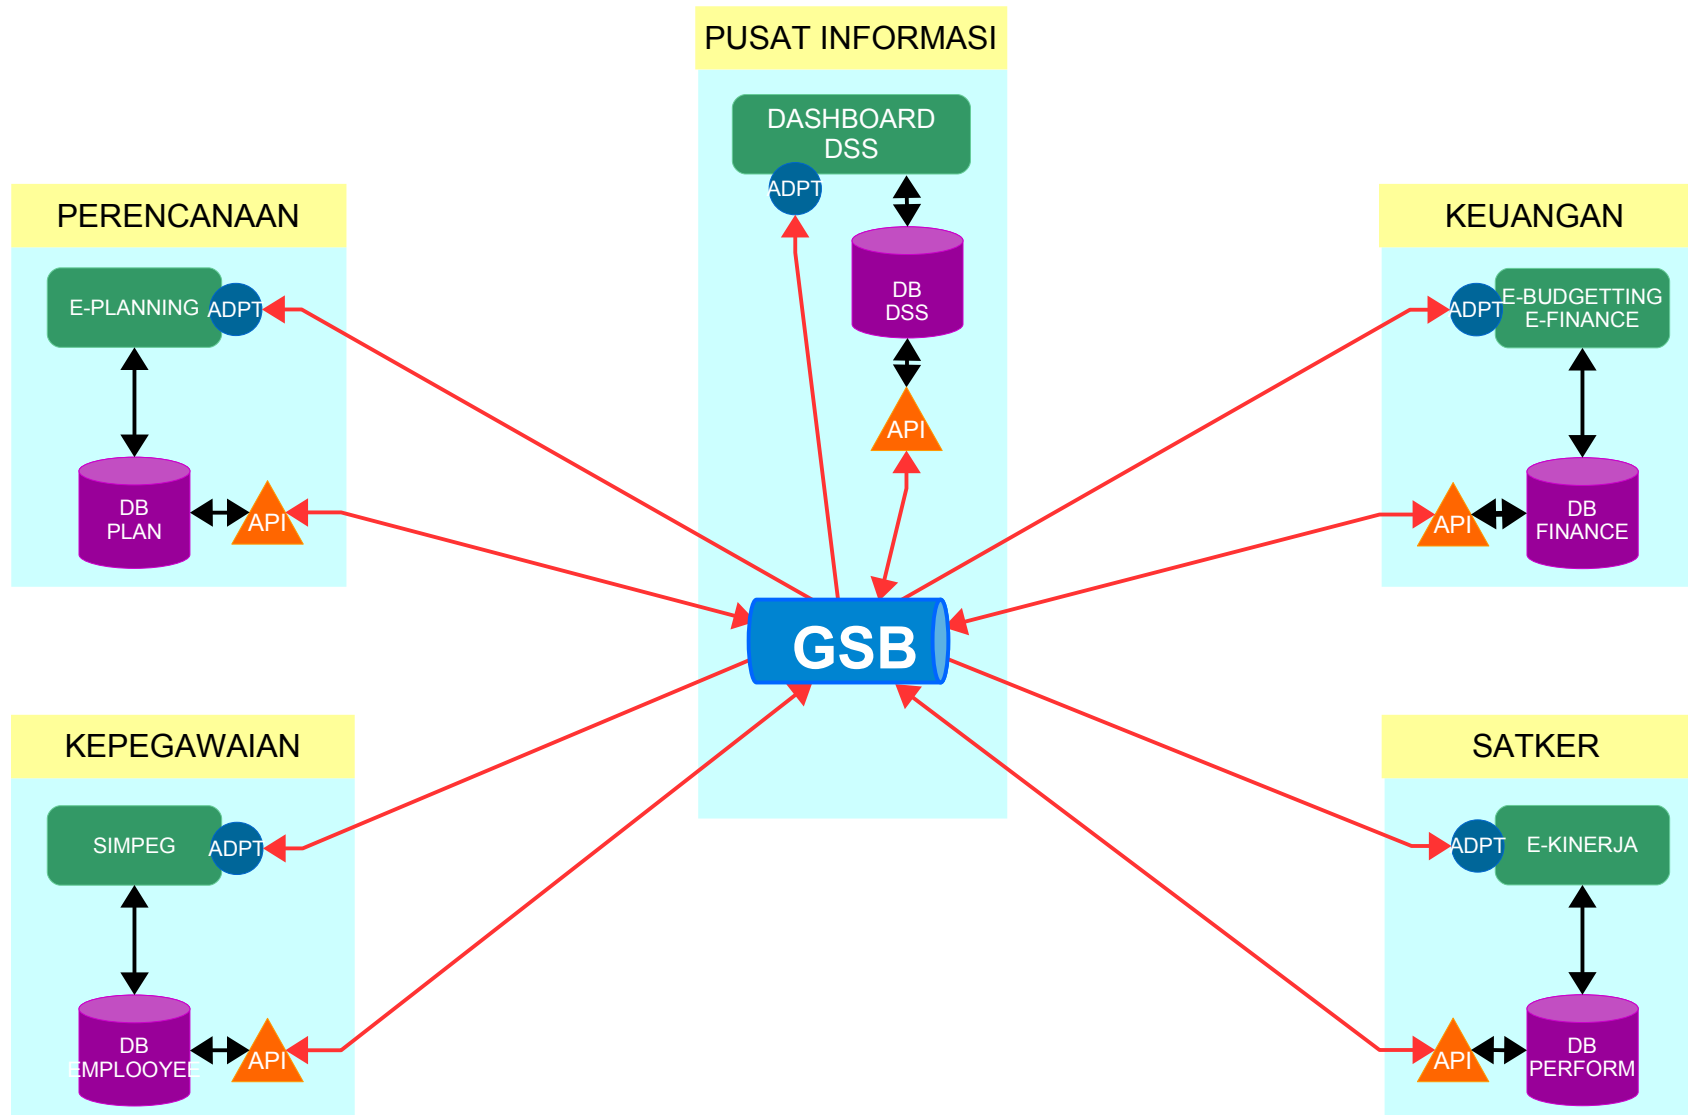 PUSAT INFORMASI
DASHBOARD
DSS
ADPT
DB
DSS
API
PERENCANAAN
E-PLANNING
ADPT
DB
PLAN
API
KEUANGAN
ADPT
E-BUDGETTING
E-FINANCE
API
DB
FINANCE
GSB
KEPEGAWAIAN
SIMPEG
ADPT
DB
EMPLOOYEE
API
SATKER
ADPT
E-KINERJA
API
DB
PERFORM